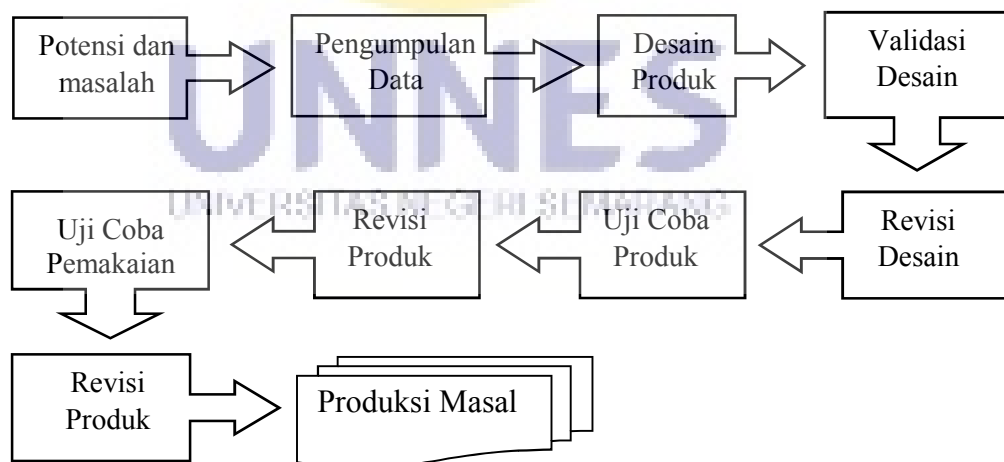 Potensi dan
masalah
Pengumpulan
Data
Desain
Produk
Validasi
Desain
UNNES
UNIVERSITAS NEGERI SEMARANG
Revisi
Desain
Uji Coba
Produk
Revisi
Produk
Uji Coba
Pemakaian
Revisi
Produk
Produksi Masal